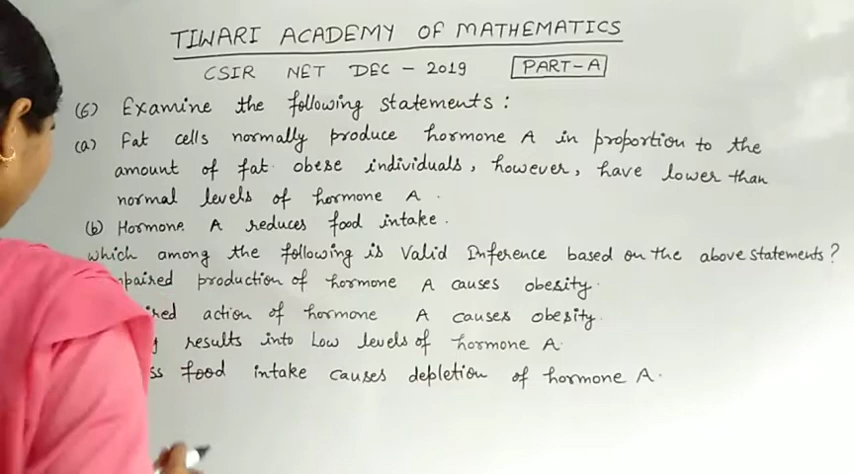 TIWARI ACADEMY OF MATHEMATICS
CSIR NET DEC - 2019 PART-A
(6) Examine the following statements :
(a) Fat cells normally produce hormone A in proportion to the
amount of fat. obese individuals, however, have lower than
normal levels of hormone A.
(b) Hormone A reduces food intake.
which among the following is Valid Inference based on the above statements?
production of hormone A causes obesity.
action of hormone A causes obesity.
results into Low levels of hormone A.
food intake causes depletion of hormone A.